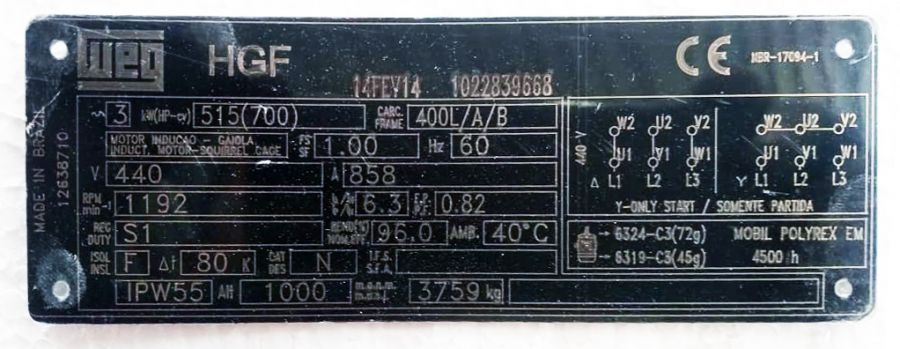 WEG HGF CE NBR-17094-1
14FEV14 1022839668
MADE IN BRAZIL
12638710
~ 3 kW(HP-cv) 515(700) CARC. FRAME 400L/A/B
MOTOR INDUCAO - GAIOLA
INDUCT. MOTOR-SQUIRREL CAGE
FS SF 1.00 Hz 60
V 440 A 858
RPM min-1 1192 6.3 0.82
REG DUTY S1 96.0 AMB. 40°C
ISOL INSL F Δt 80 K CAT DES N I.F.S. S.F.A.
IPW55 Alt 1000 3759 kg
440 V
W2 U2 V2
U1 V1 W1
Δ L1 L2 L3
W2 U2 V2
U1 V1 W1
Y L1 L2 L3
Y-ONLY START / SOMENTE PARTIDA
6324-C3(72g) MOBIL POLYREX EM
6319-C3(45g) 4500 h